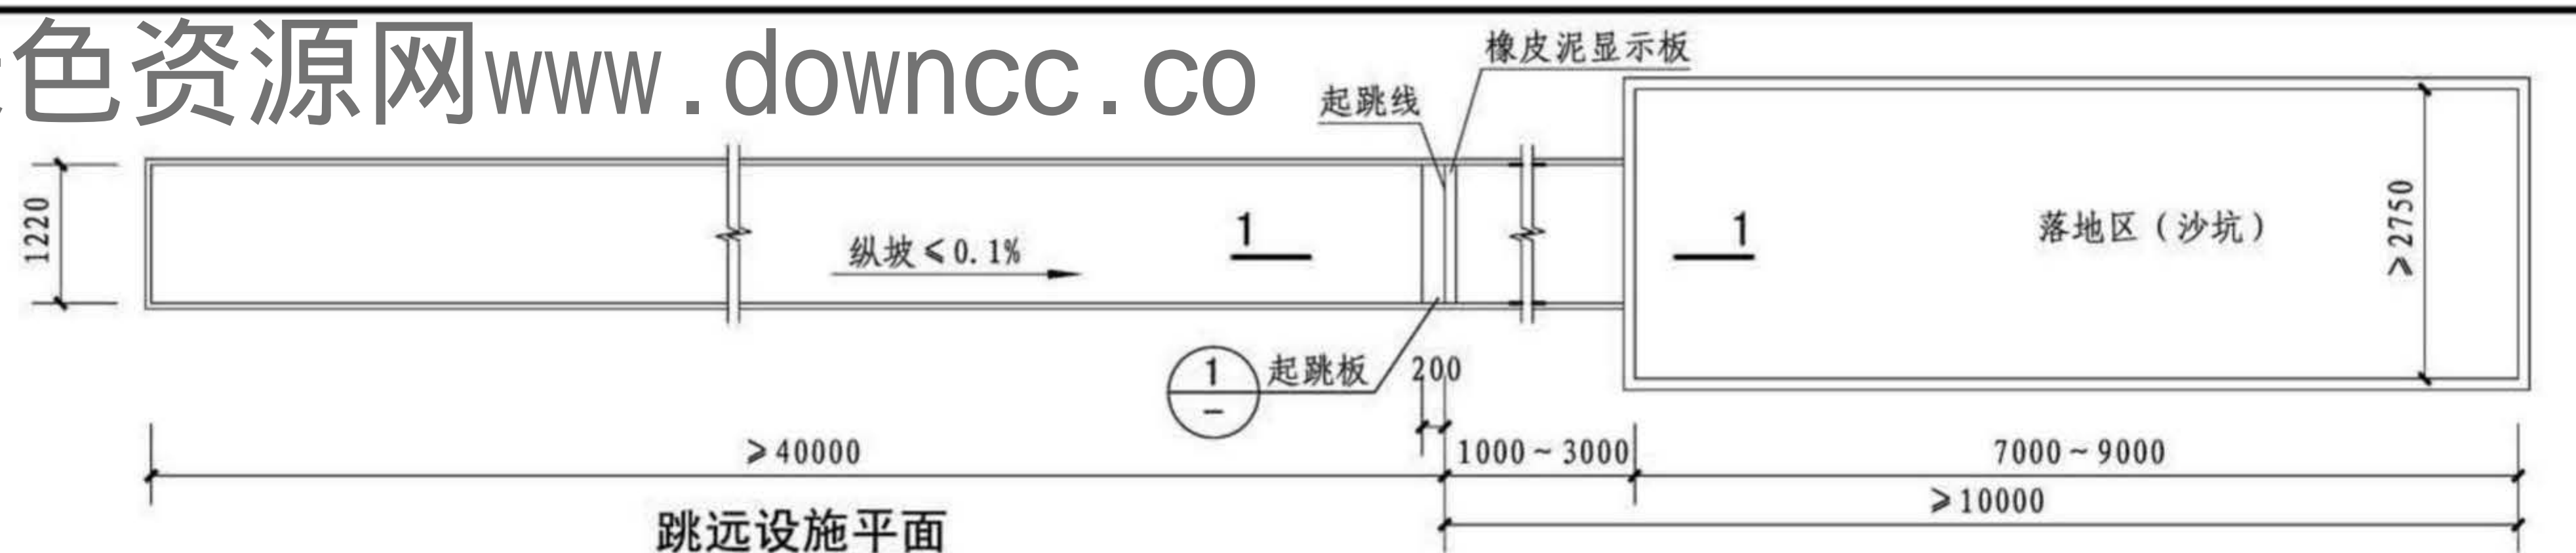 色资源网www.downcc.co
橡皮泥显示板
起跳线
1220
纵坡≤0.1%
1
1
落地区（沙坑）
≥2750
1
-
起跳板
200
≥40000
1000~3000
7000~9000
≥10000
跳远设施平面